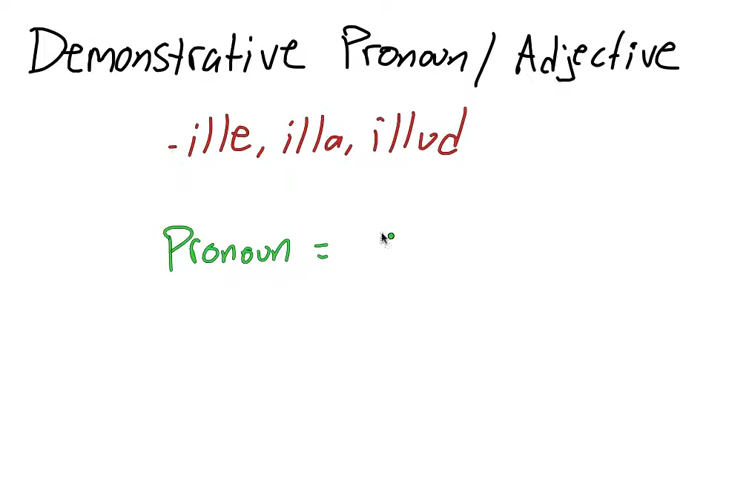 Demonstrative Pronoun / Adjective
- ille, illa, illud
Pronoun =